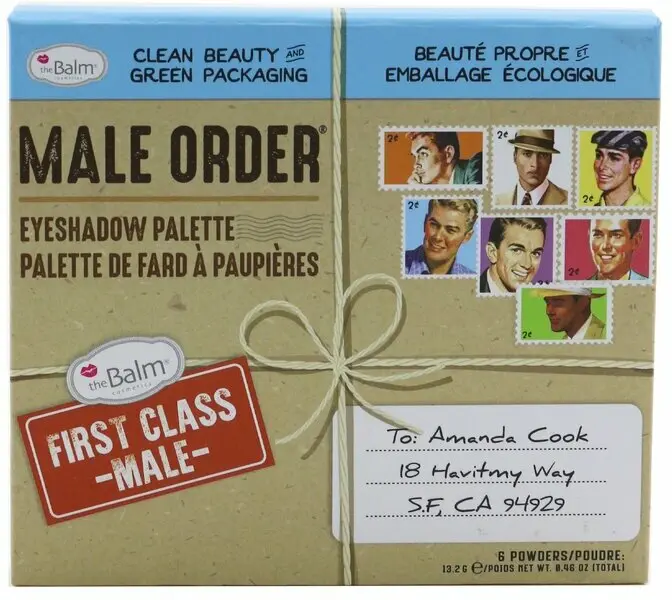 theBalm®
cosmetics
CLEAN BEAUTY AND
GREEN PACKAGING
BEAUTÉ PROPRE ET
EMBALLAGE ÉCOLOGIQUE
MALE ORDER®
EYESHADOW PALETTE
PALETTE DE FARD À PAUPIÈRES
2¢
2¢
2¢
2¢
2¢
2¢
2¢
theBalm®
cosmetics
FIRST CLASS
-MALE-
To: Amanda Cook
18 Havitmy Way
S.F, CA 94929
6 POWDERS/POUDRE:
13.2 G ℮/POIDS NET WT. 0.46 OZ (TOTAL)